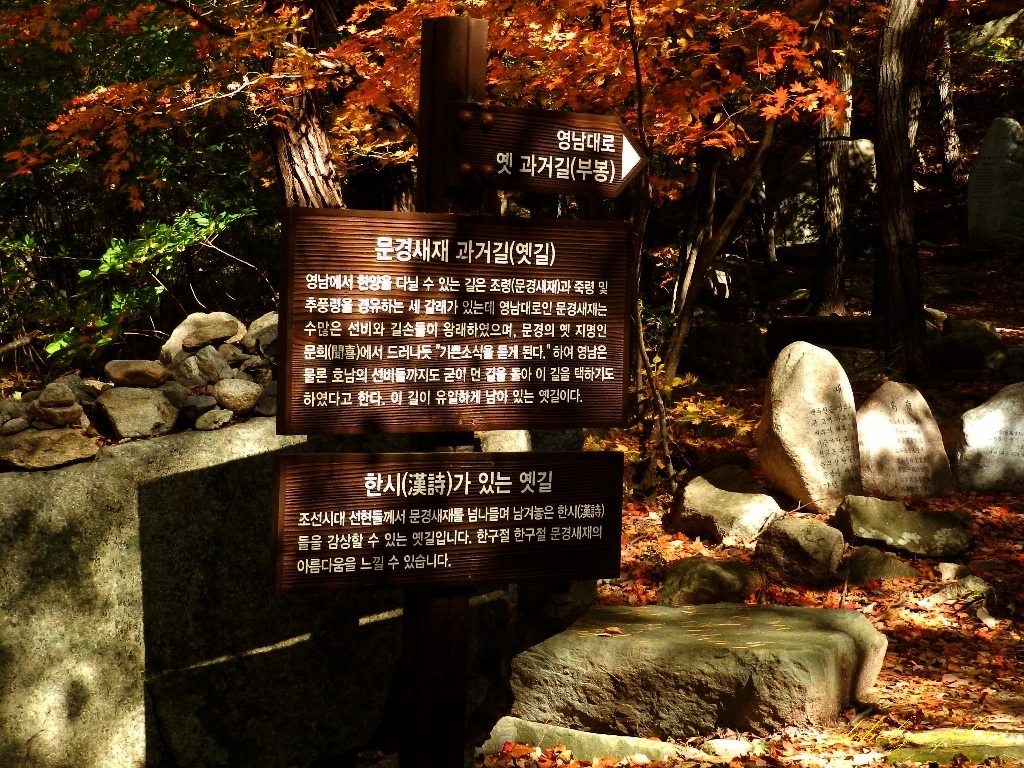 영남대로
옛 과거길(부봉)
문경새재 과거길(옛길)
영남에서 한양을 다닐 수 있는 길은 조령(문경새재)과 죽령 및
추풍령을 경유하는 세 갈래가 있는데 영남대로인 문경새재는
수많은 선비와 길손들이 왕래하였으며, 문경의 옛 지명인
문희(聞喜)에서 드러나듯 "기쁜소식을 듣게 된다."하여 영남은
물론 호남의 선비들까지도 굳이 먼 길을 돌아 이 길을 택하기도
하였다고 한다. 이 길이 유일하게 남아 있는 옛길이다.
한시(漢詩)가 있는 옛길
조선시대 선현들께서 문경새재를 넘나들며 남겨놓은 한시(漢詩)
들을 감상할 수 있는 옛길입니다. 한구절 한구절 문경새재의
아름다움을 느낄 수 있습니다.